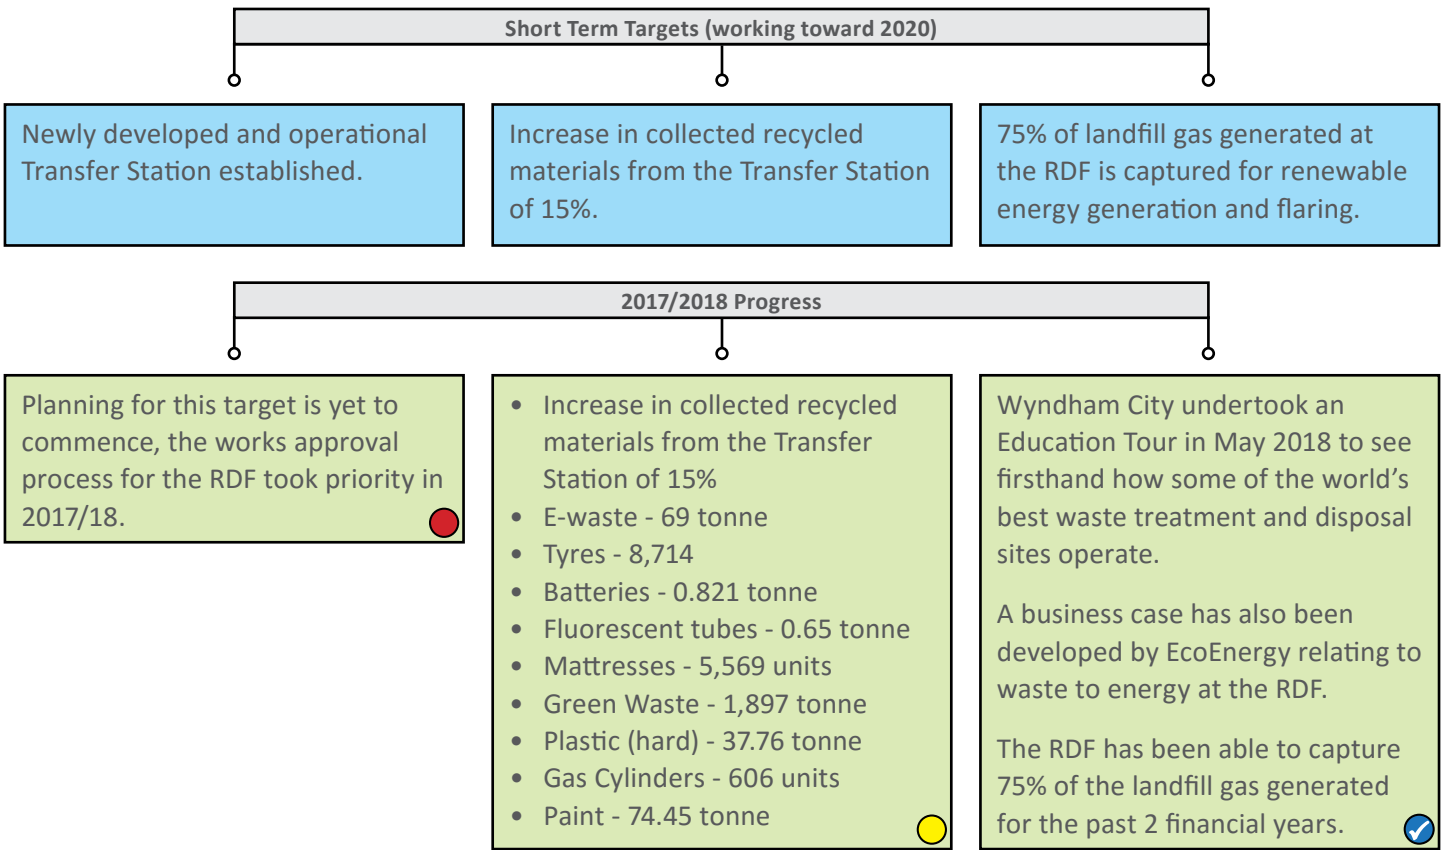 Short Term Targets (working toward 2020)
Newly developed and operational
Transfer Station established.
Increase in collected recycled
materials from the Transfer Station
of 15%.
75% of landfill gas generated at
the RDF is captured for renewable
energy generation and flaring.
2017/2018 Progress
Planning for this target is yet to
commence, the works approval
process for the RDF took priority in
2017/18.
• Increase in collected recycled
materials from the Transfer
Station of 15%
• E-waste - 69 tonne
• Tyres - 8,714
• Batteries - 0.821 tonne
• Fluorescent tubes - 0.65 tonne
• Mattresses - 5,569 units
• Green Waste - 1,897 tonne
• Plastic (hard) - 37.76 tonne
• Gas Cylinders - 606 units
• Paint - 74.45 tonne
Wyndham City undertook an
Education Tour in May 2018 to see
firsthand how some of the world’s
best waste treatment and disposal
sites operate.
A business case has also been
developed by EcoEnergy relating to
waste to energy at the RDF.
The RDF has been able to capture
75% of the landfill gas generated
for the past 2 financial years.